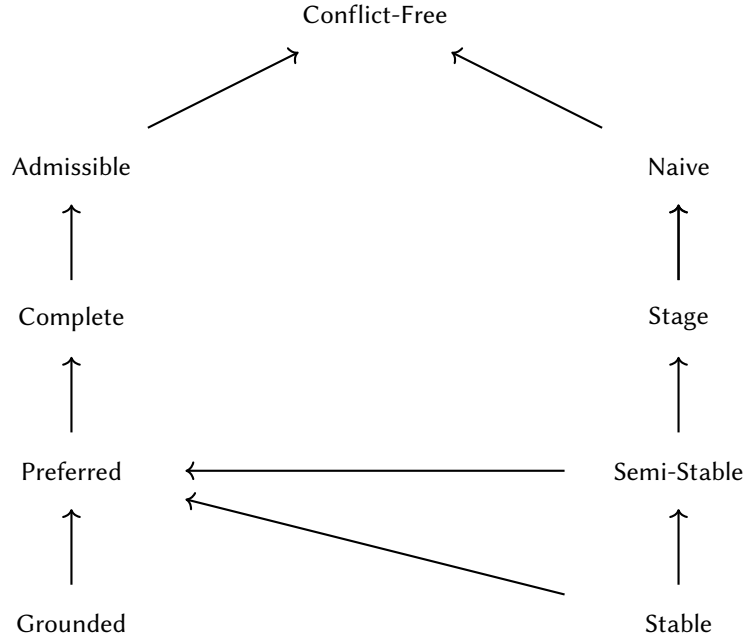 Conflict-Free
Admissible
Naive
Complete
Stage
Preferred
Semi-Stable
Grounded
Stable